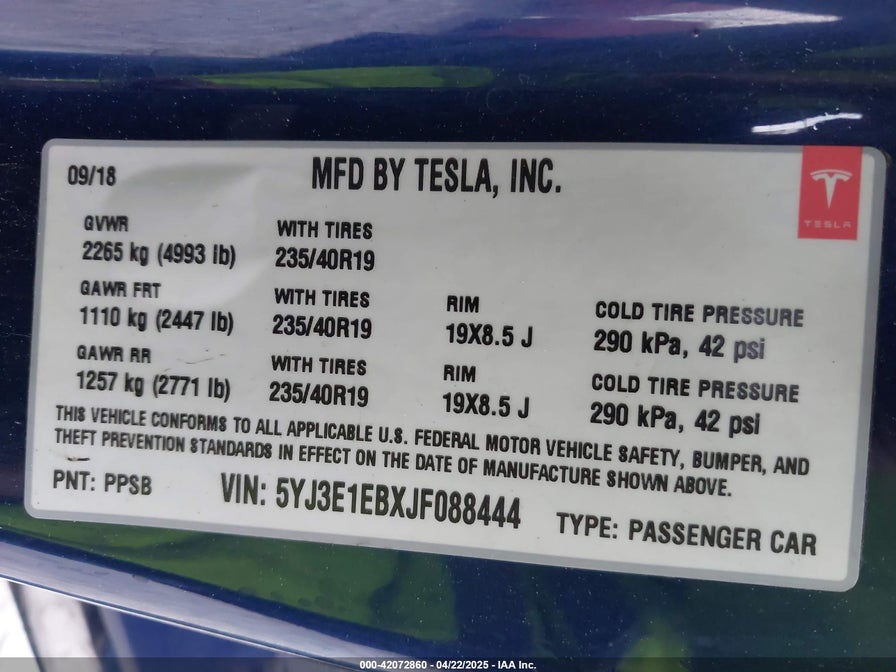 09/18
MFD BY TESLA, INC.
TESLA
GVWR
2265 kg (4993 lb)
WITH TIRES
235/40R19
GAWR FRT
1110 kg (2447 lb)
WITH TIRES
235/40R19
RIM
19X8.5 J
COLD TIRE PRESSURE
290 kPa, 42 psi
GAWR RR
1257 kg (2771 lb)
WITH TIRES
235/40R19
RIM
19X8.5 J
COLD TIRE PRESSURE
290 kPa, 42 psi
THIS VEHICLE CONFORMS TO ALL APPLICABLE U.S. FEDERAL MOTOR VEHICLE SAFETY, BUMPER, AND
THEFT PREVENTION STANDARDS IN EFFECT ON THE DATE OF MANUFACTURE SHOWN ABOVE.
PNT: PPSB
VIN: 5YJ3E1EBXJF088444
TYPE: PASSENGER CAR
000-42072860 - 04/22/2025 - IAA Inc.